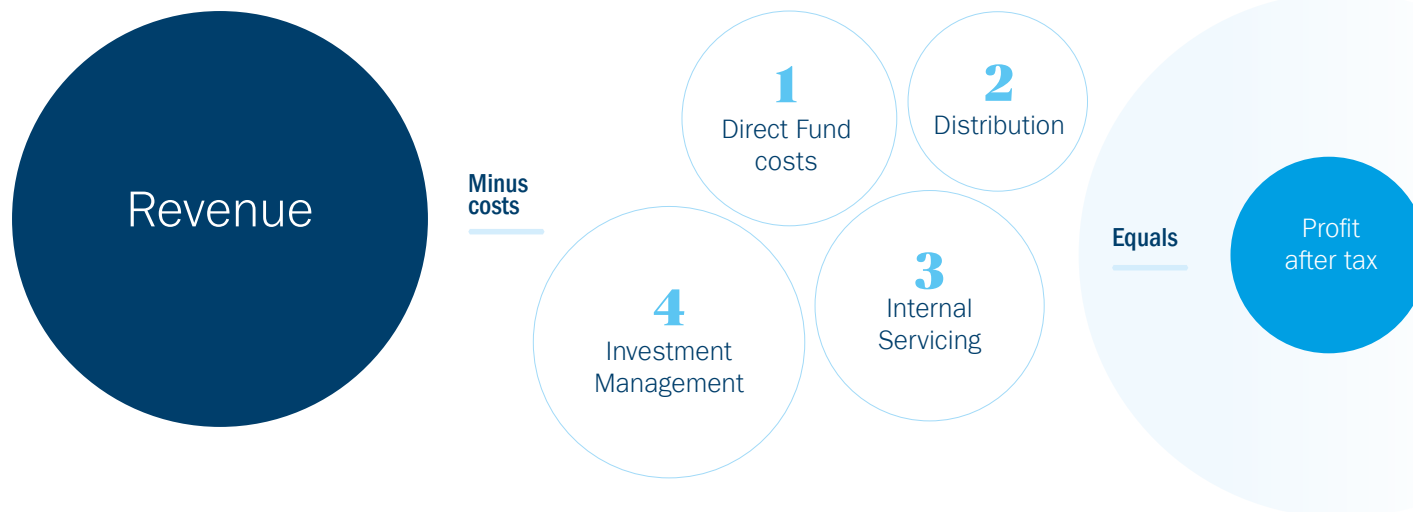 Revenue
Minus
costs
1
Direct Fund
costs
2
Distribution
3
Internal
Servicing
4
Investment
Management
Equals
Profit
after tax